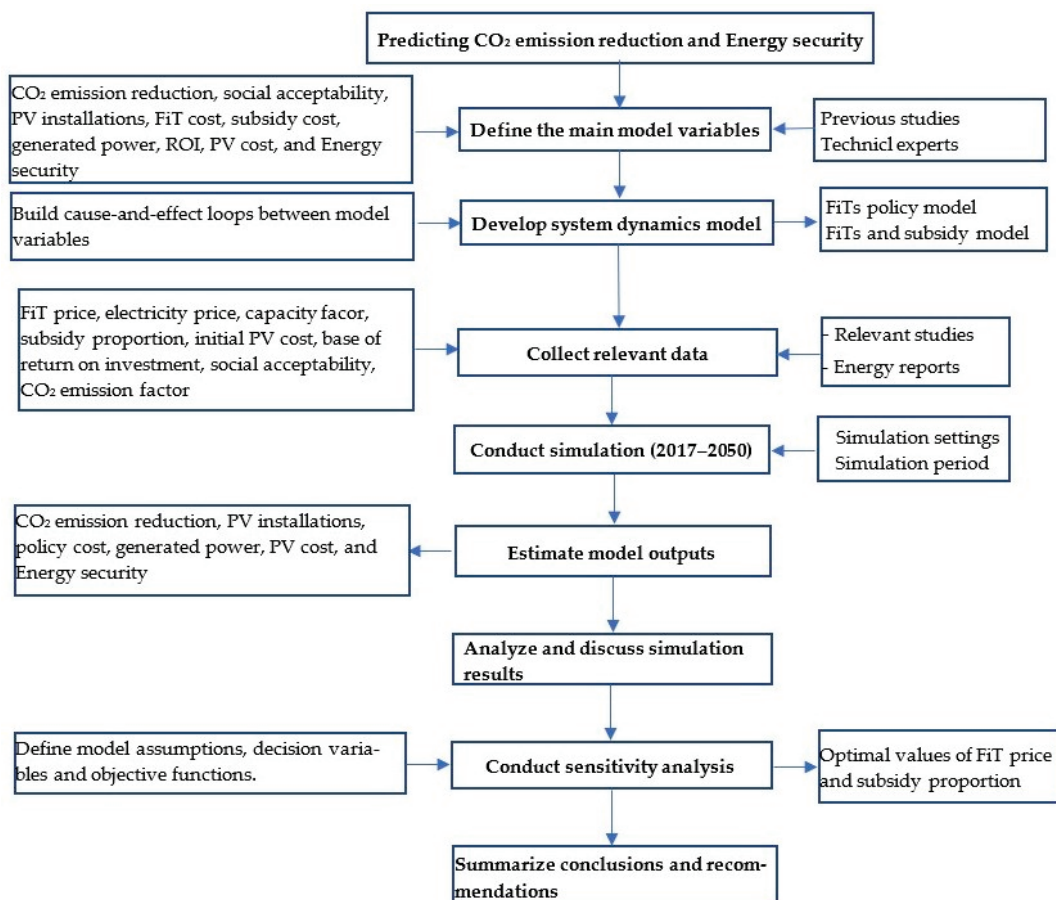 Predicting CO₂ emission reduction and Energy security
CO₂ emission reduction, social acceptability,
PV installations, FiT cost, subsidy cost,
generated power, ROI, PV cost, and Energy
security
Define the main model variables
Previous studies
Technicl experts
Build cause-and-effect loops between model
variables
Develop system dynamics model
FiTs policy model
FiTs and subsidy model
FiT price, electricity price, capacity facor,
subsidy proportion, initial PV cost, base of
return on investment, social acceptability,
CO₂ emission factor
Collect relevant data
- Relevant studies
- Energy reports
Conduct simulation (2017–2050)
Simulation settings
Simulation period
CO₂ emission reduction, PV installations,
policy cost, generated power, PV cost, and
Energy security
Estimate model outputs
Analyze and discuss simulation
results
Define model assumptions, decision varia-
bles and objective functions.
Conduct sensitivity analysis
Optimal values of FiT price
and subsidy proportion
Summarize conclusions and recom-
mendations